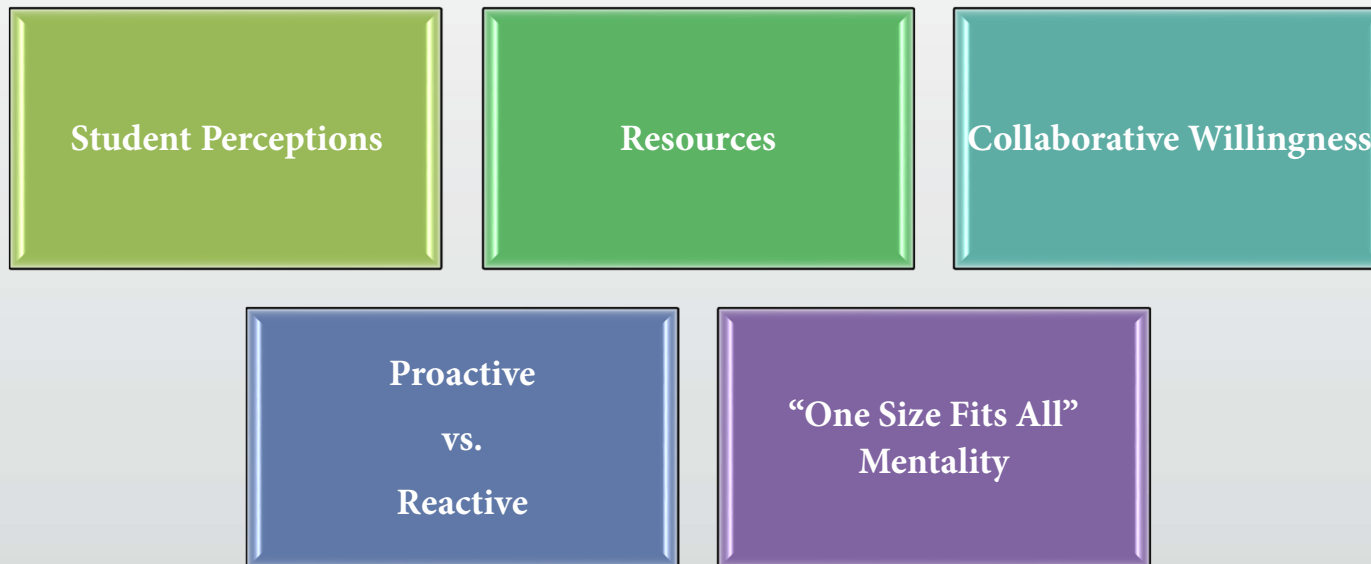 Student Perceptions
Resources
Collaborative Willingness
Proactive
vs.
Reactive
“One Size Fits All”
Mentality